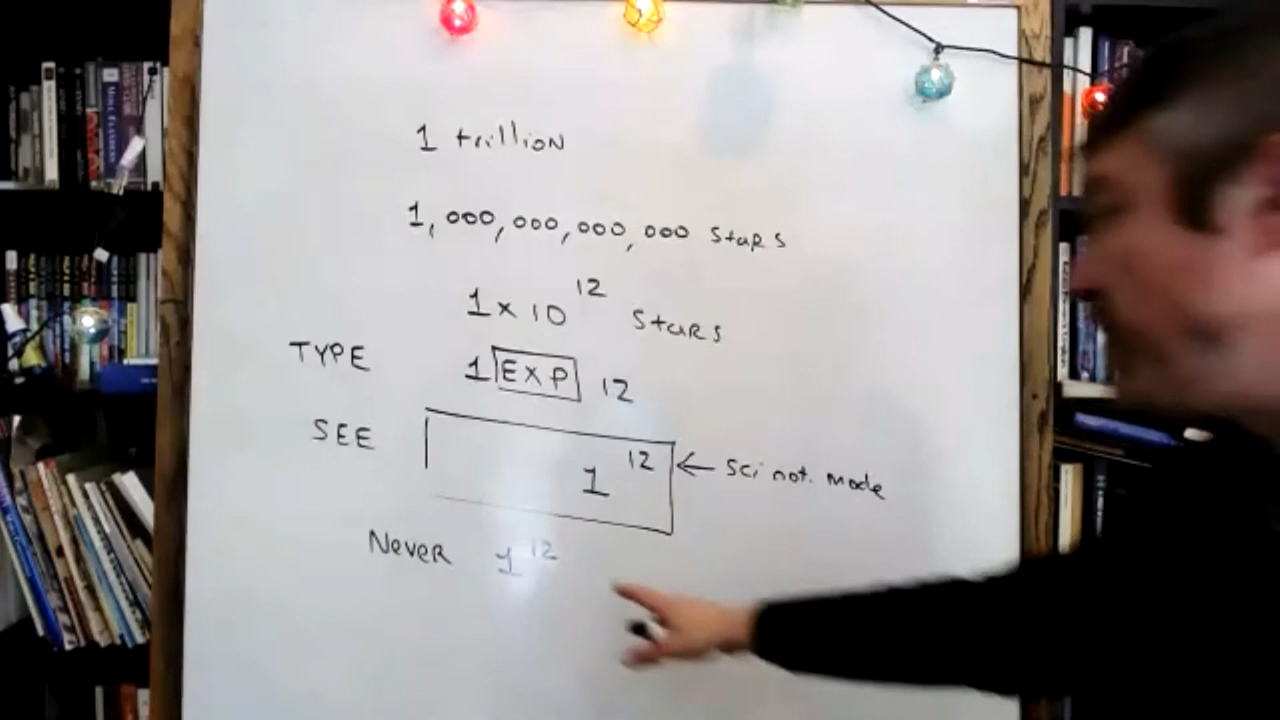 1 trillion
1,000,000,000,000 stars
1 x 10^12 stars
TYPE 1 EXP 12
SEE 1^12 ← sci not. mode
Never 1^12